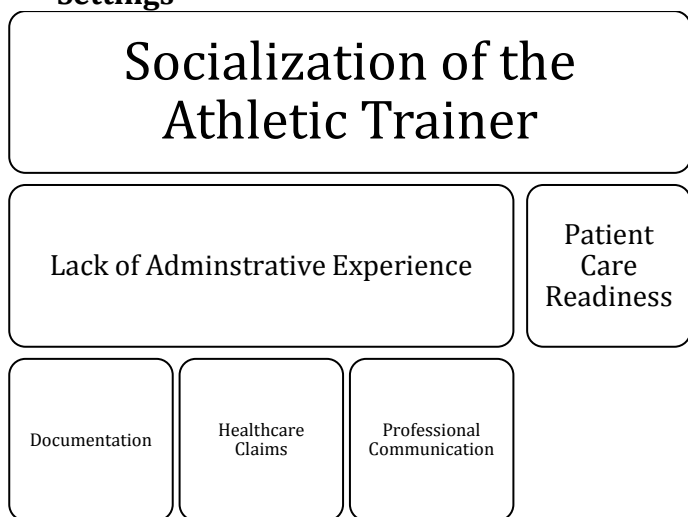 Settings
Socialization of the
Athletic Trainer
Lack of Adminstrative Experience
Patient
Care
Readiness
Documentation
Healthcare
Claims
Professional
Communication